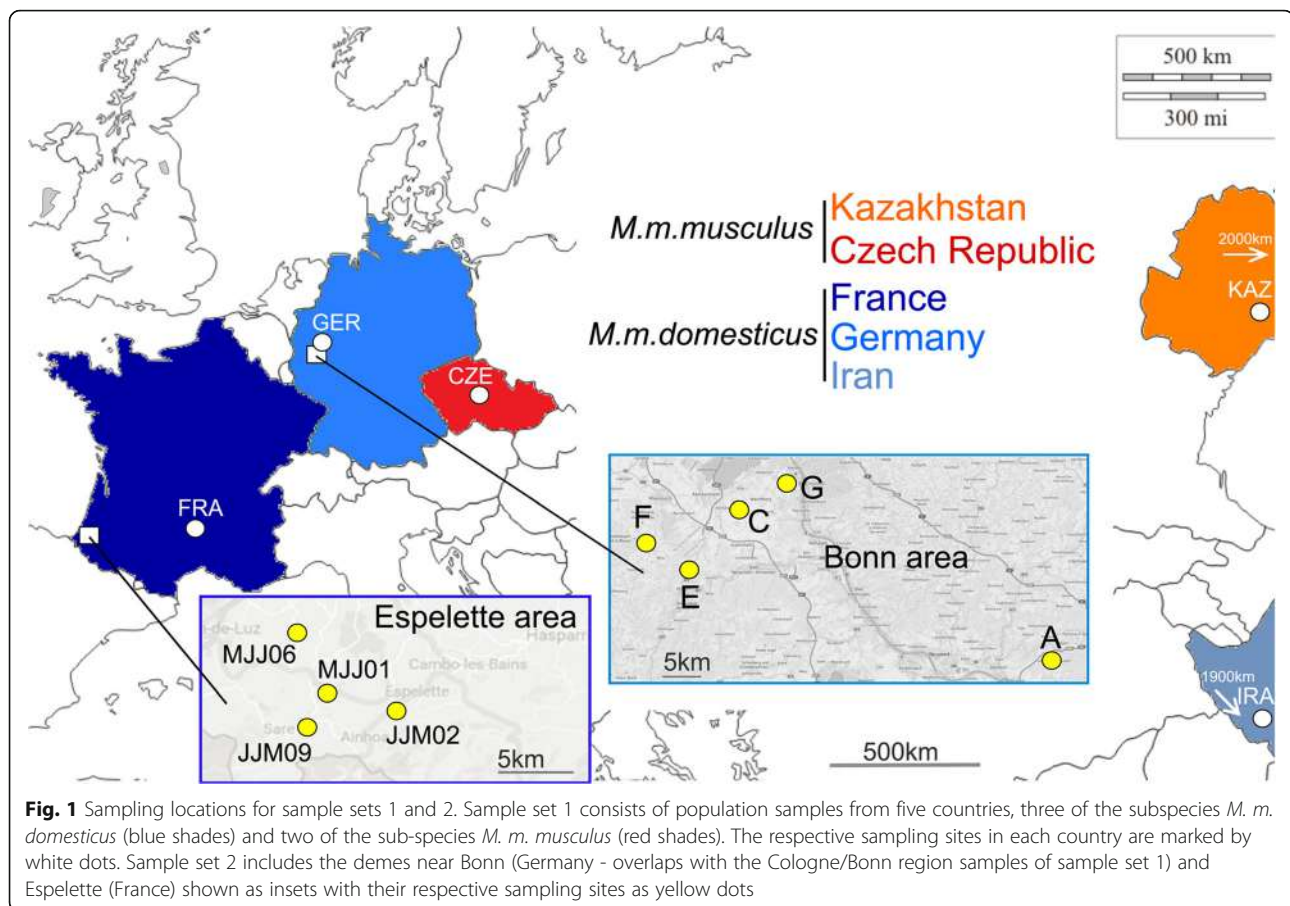 500 km
300 mi
M.m.musculus
Kazakhstan
Czech Republic
M.m.domesticus
France
Germany
Iran
2000km
KAZ
GER
CZE
FRA
G
C
F
E
Bonn area
A
5km
Espelette area
MJJ06
MJJ01
Cambo les Bains
Espelette
Sare
Ainhoa
JJM02
JJM09
5km
1900km
IRA
500km
Fig. 1 Sampling locations for sample sets 1 and 2. Sample set 1 consists of population samples from five countries, three of the subspecies M. m.
domesticus (blue shades) and two of the sub-species M. m. musculus (red shades). The respective sampling sites in each country are marked by
white dots. Sample set 2 includes the demes near Bonn (Germany - overlaps with the Cologne/Bonn region samples of sample set 1) and
Espelette (France) shown as insets with their respective sampling sites as yellow dots